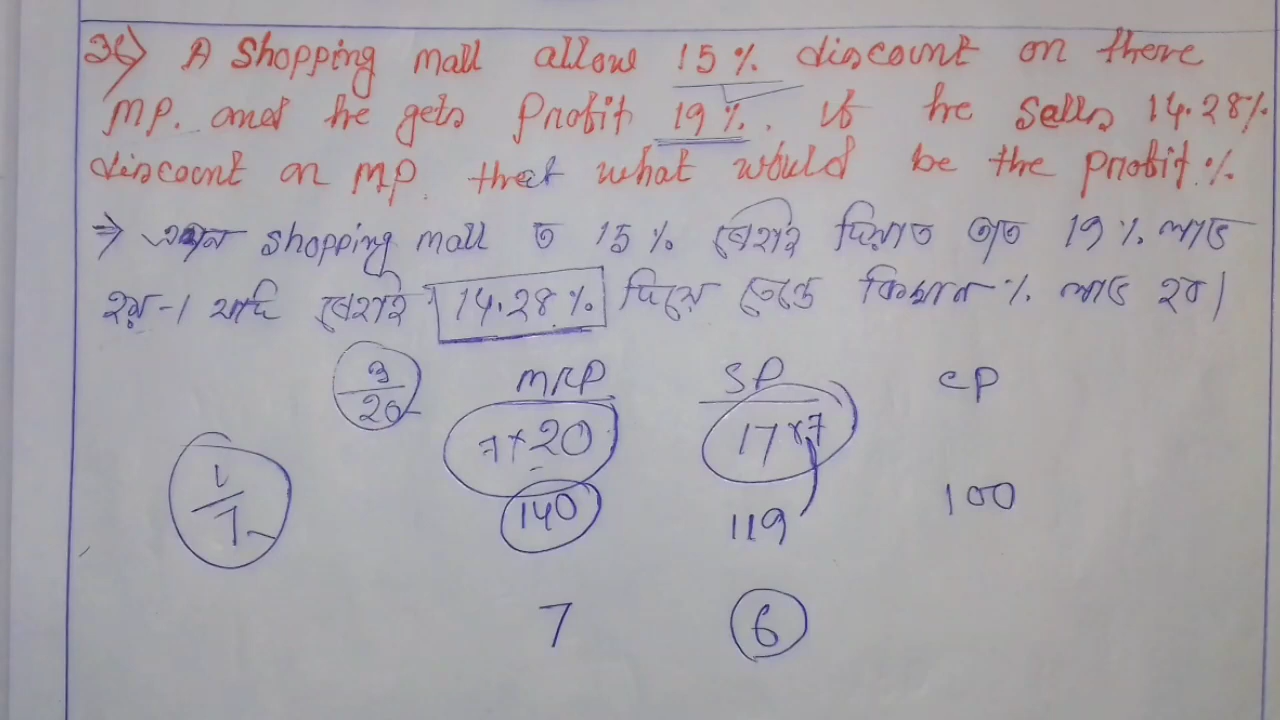 36) A Shopping mall allow 15% discount on there
MP. and he gets Profit 19%. if he sells 14.28%
discount on MP. that what would be the profit %
⇒ shopping mall ত 15% ৰেহাই দিয়াত তাত 19% লাভ
হয়-। যদি ৰেহাই 14.28% দিয়ে তেন্তে কিমান % লাভ হব।
3/20 MRP SP CP
7×20 17×7
1/7 140 119 100
7 6